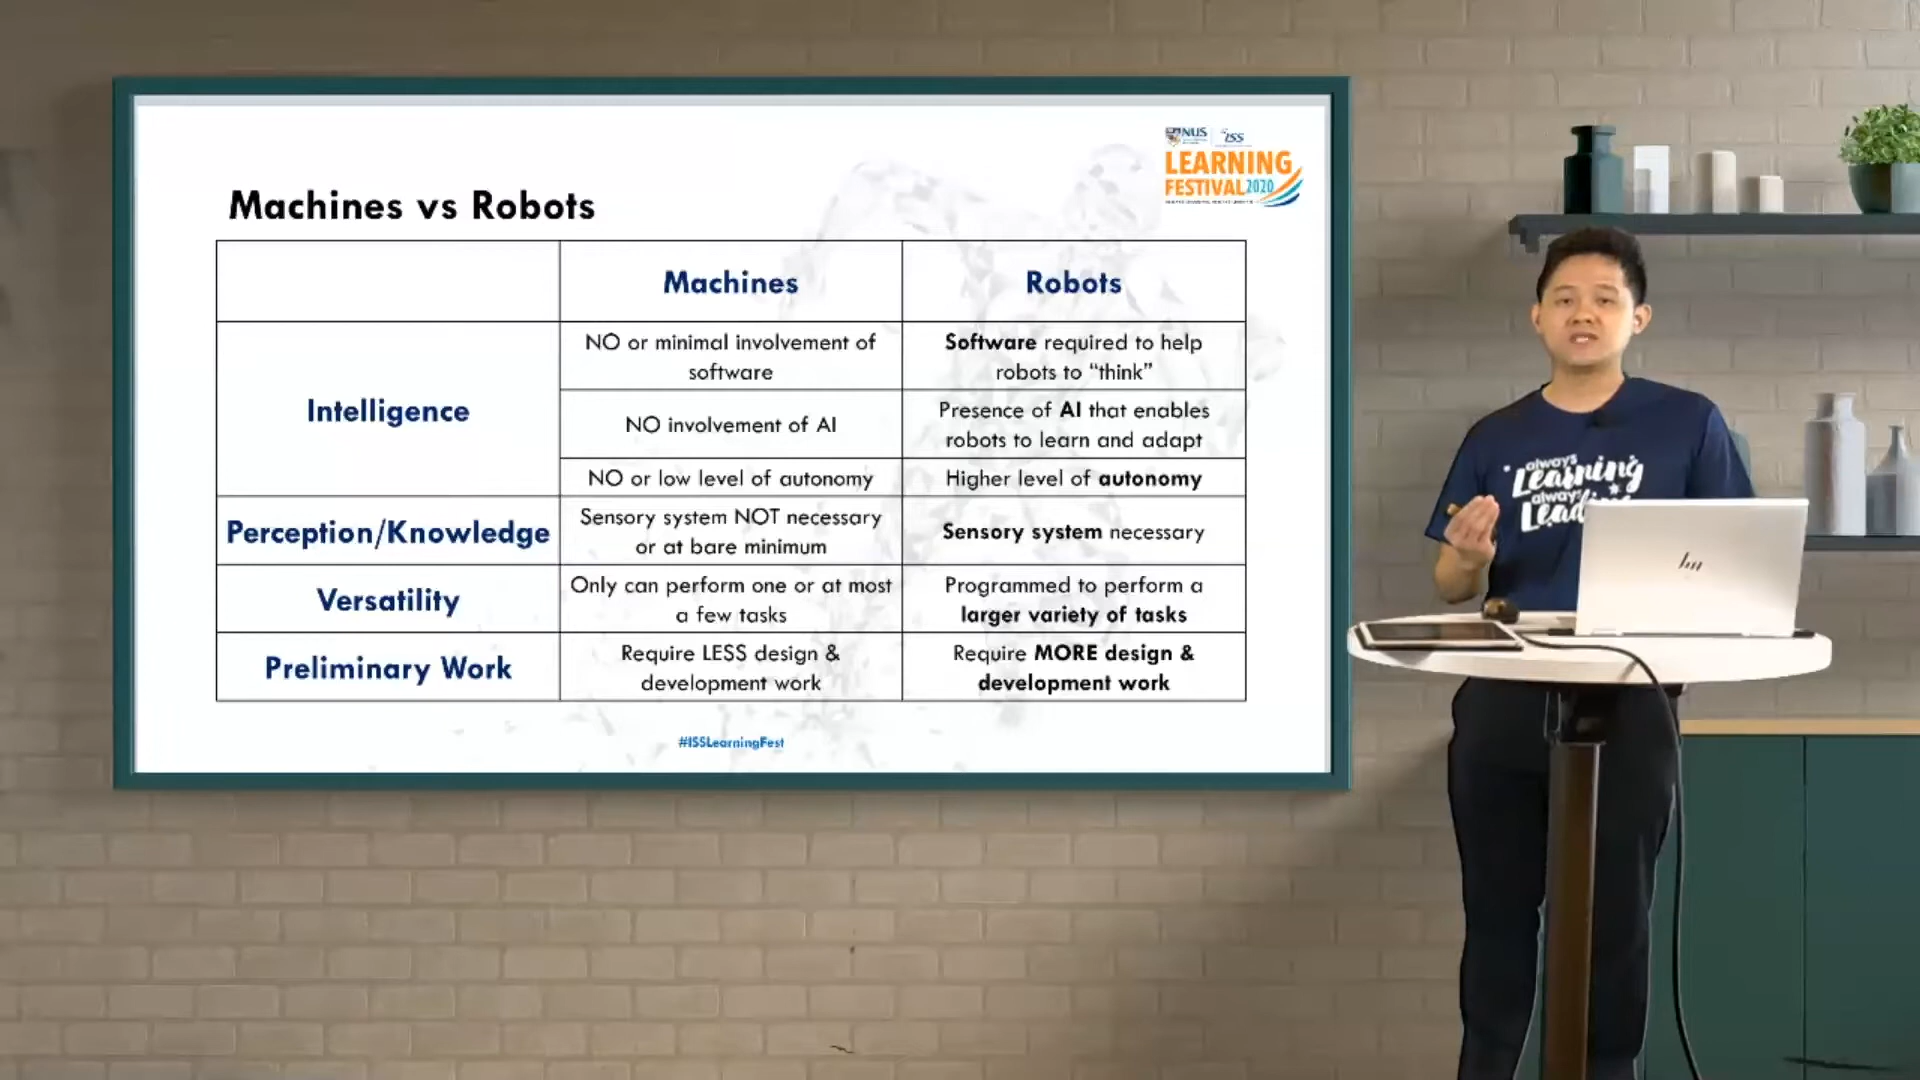 NUS
ISS
LEARNING
FESTIVAL 2020
Machines vs Robots
Machines
Robots
Intelligence
NO or minimal involvement of
software
Software required to help
robots to “think”
NO involvement of AI
Presence of AI that enables
robots to learn and adapt
NO or low level of autonomy
Higher level of autonomy
Perception/Knowledge
Sensory system NOT necessary
or at bare minimum
Sensory system necessary
Versatility
Only can perform one or at most
a few tasks
Programmed to perform a
larger variety of tasks
Preliminary Work
Require LESS design &
development work
Require MORE design &
development work
#ISSLearningFest
always
Learning
always
hp